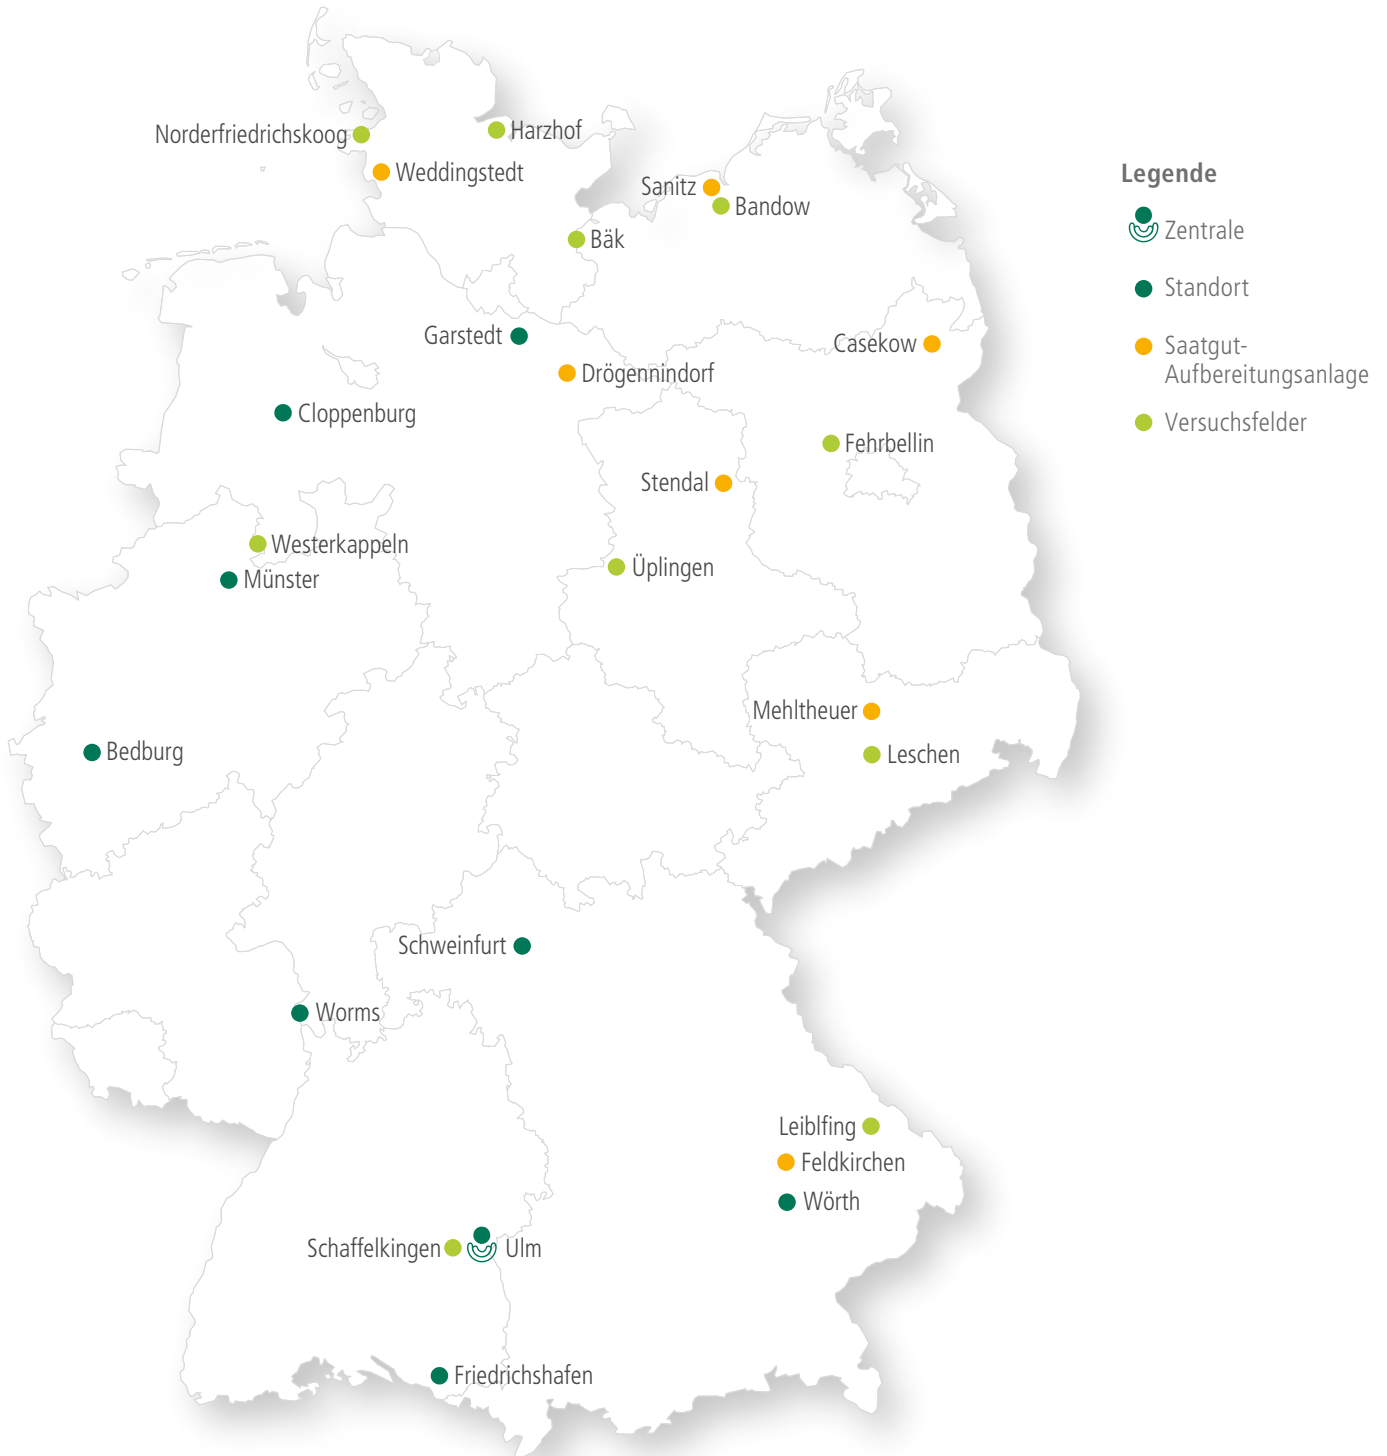 Norderfriedrichskoog
Harzhof
Weddingstedt
Sanitz
Bandow
Bäk
Garstedt
Casekow
Drögennindorf
Cloppenburg
Fehrbellin
Stendal
Westerkappeln
Üplingen
Münster
Mehltheuer
Bedburg
Leschen
Schweinfurt
Worms
Leiblfing
Feldkirchen
Wörth
Schaffelkingen
Ulm
Friedrichshafen
Legende
Zentrale
Standort
Saatgut-
Aufbereitungsanlage
Versuchsfelder